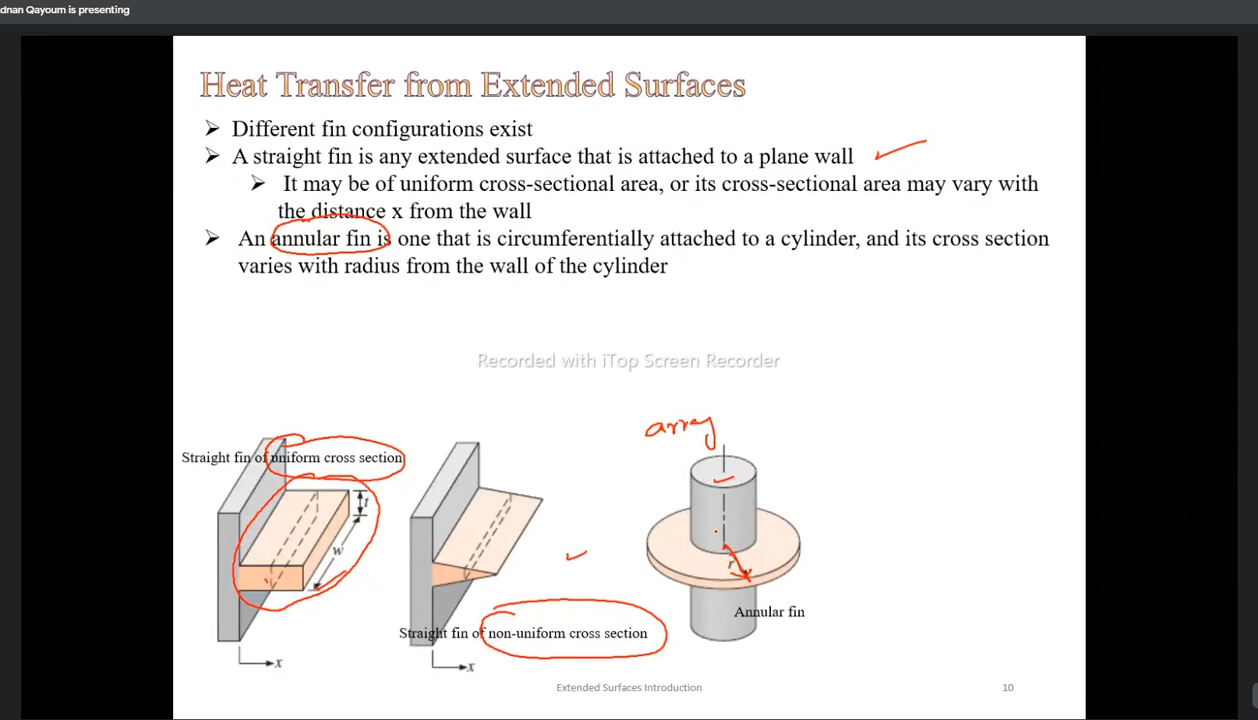 dnan Qayoum is presenting
Heat Transfer from Extended Surfaces
Different fin configurations exist
A straight fin is any extended surface that is attached to a plane wall
It may be of uniform cross-sectional area, or its cross-sectional area may vary with
the distance x from the wall
An annular fin is one that is circumferentially attached to a cylinder, and its cross section
varies with radius from the wall of the cylinder
Recorded with iTop Screen Recorder
array
Straight fin of uniform cross section
t
w
x
Straight fin of non-uniform cross section
x
r
Annular fin
Extended Surfaces Introduction
10